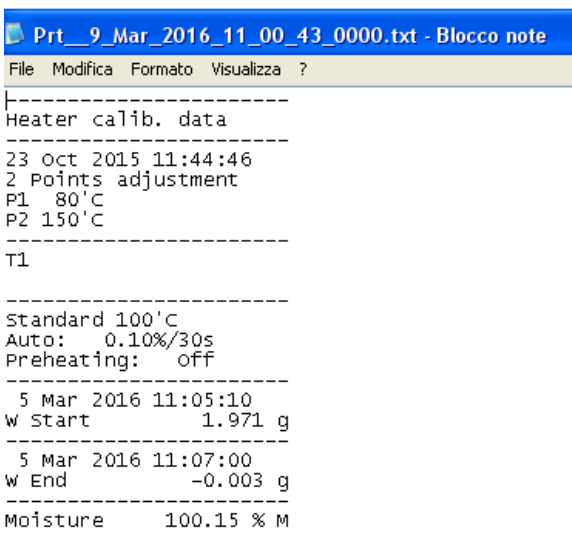 Prt__9_Mar_2016_11_00_43_0000.txt - Blocco note
File Modifica Formato Visualizza ?
-----------------------
Heater calib. data
-----------------------
23 Oct 2015 11:44:46
2 Points adjustment
P1  80'C
P2 150'C
-----------------------
T1
-----------------------
Standard 100'C
Auto:   0.10%/30s
Preheating:   Off
-----------------------
 5 Mar 2016 11:05:10
W Start         1.971 g
-----------------------
 5 Mar 2016 11:07:00
W End          -0.003 g
-----------------------
Moisture     100.15 % M